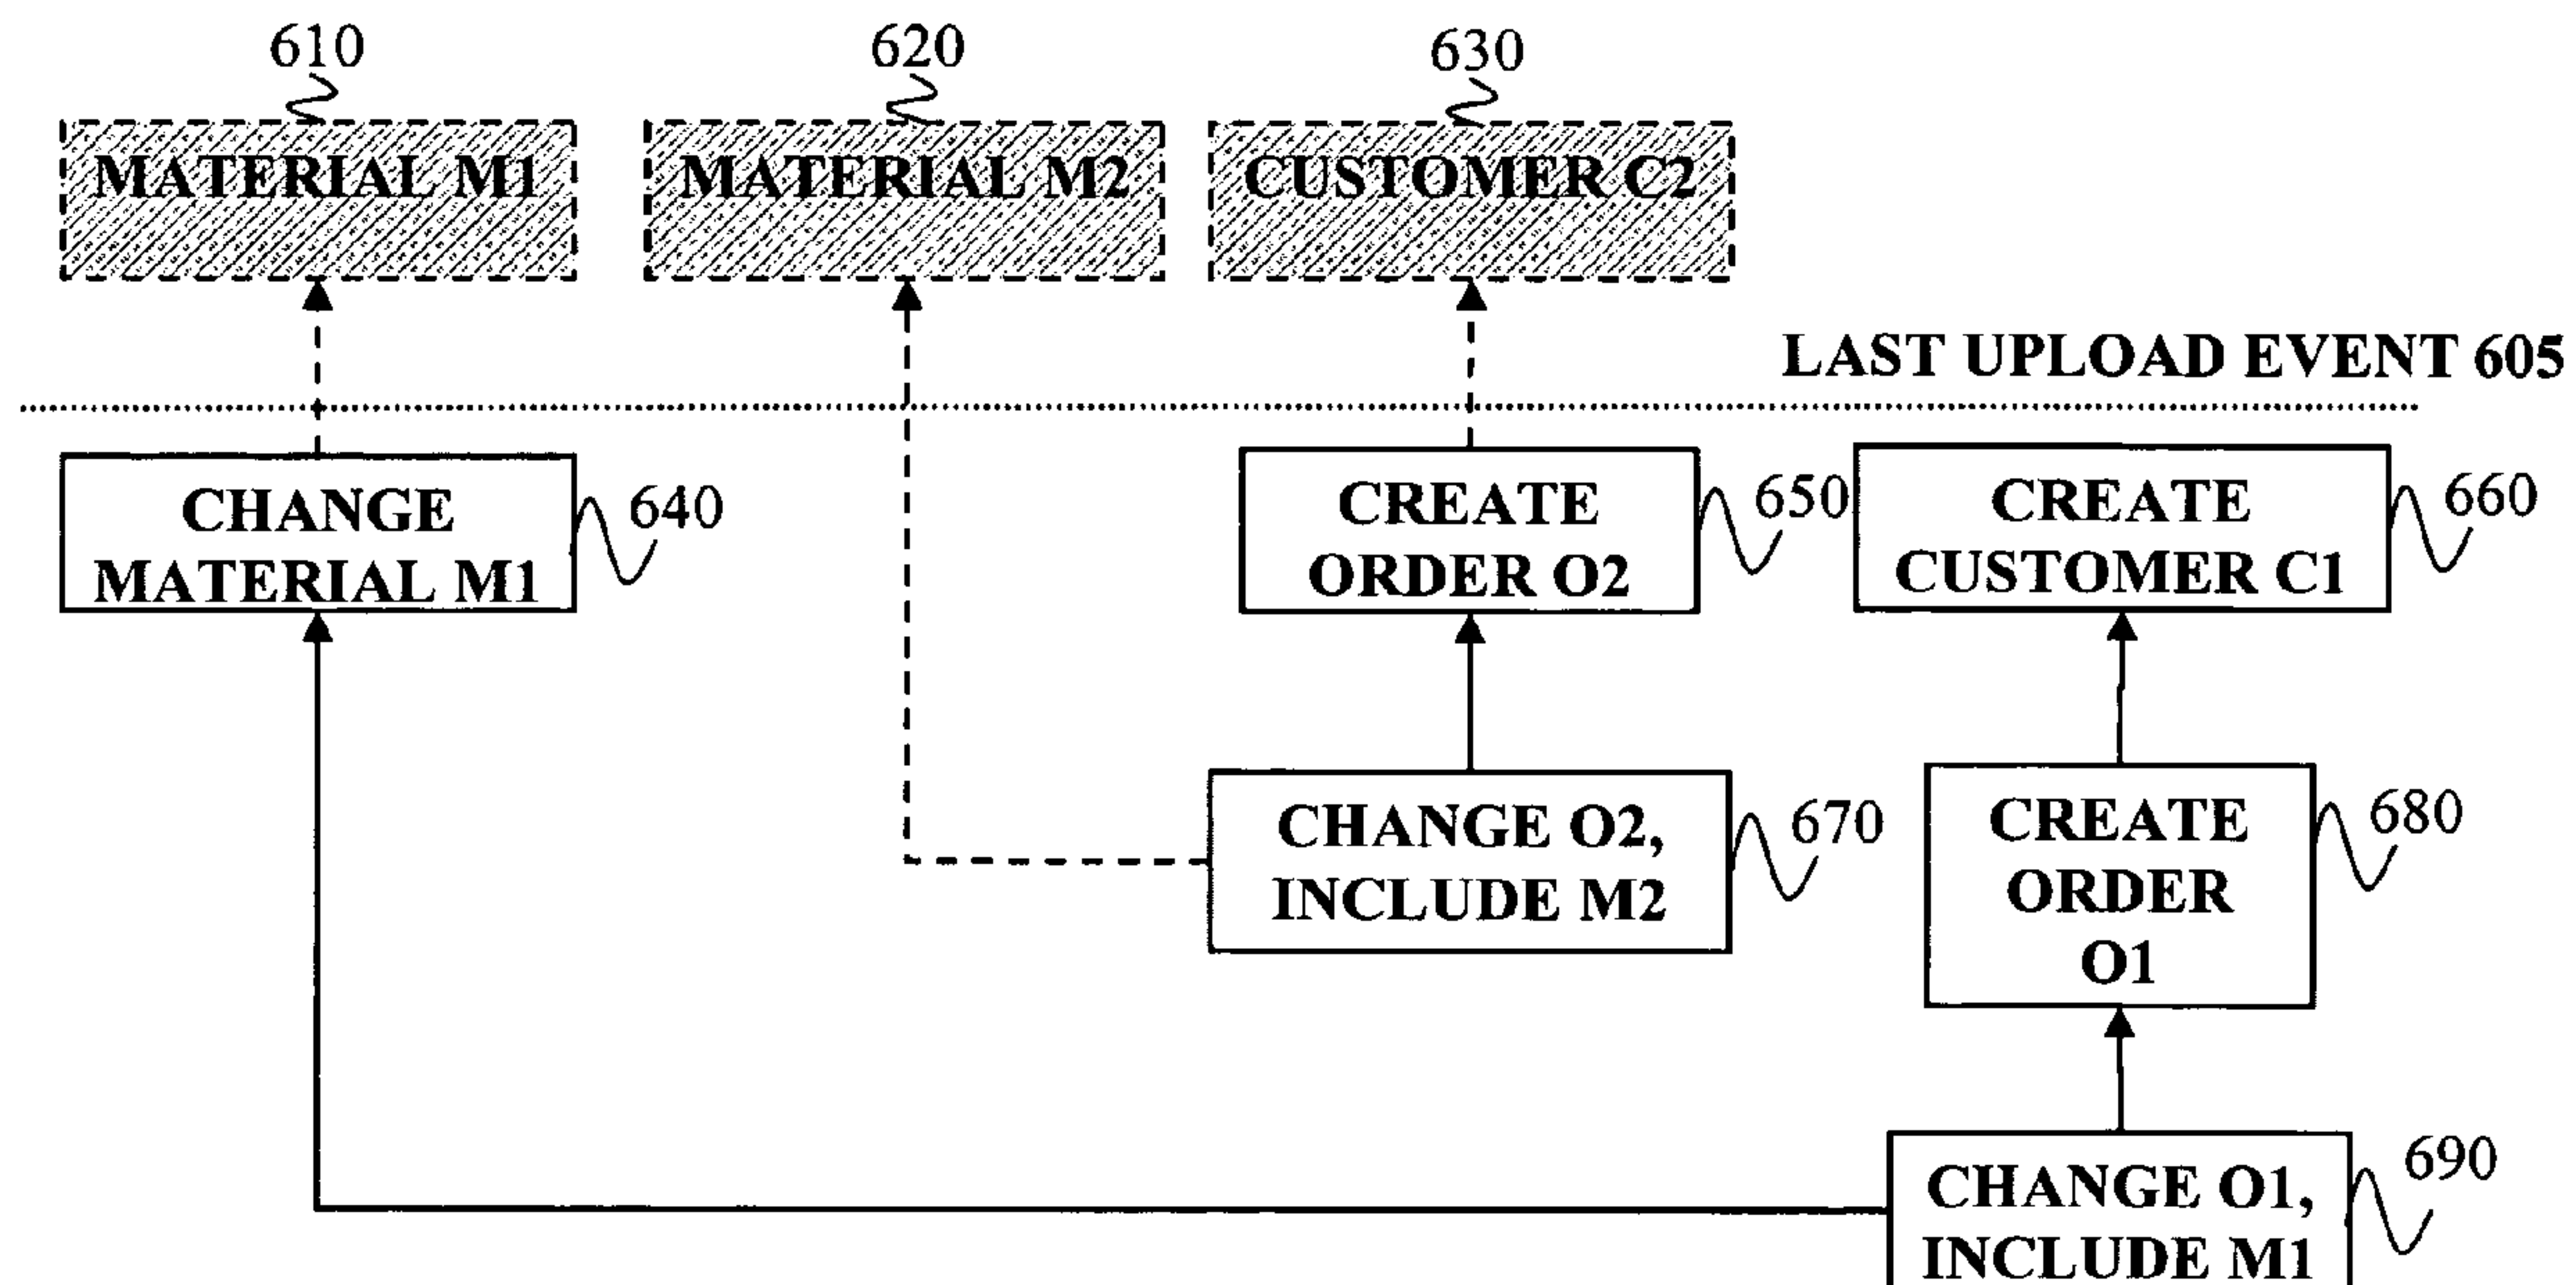 610
620
630
MATERIAL M1
MATERIAL M2
CUSTOMER C2
LAST UPLOAD EVENT 605
CHANGE
MATERIAL M1
640
CREATE
ORDER O2
650
CREATE
CUSTOMER C1
660
CHANGE O2,
INCLUDE M2
670
CREATE
ORDER
O1
680
CHANGE O1,
INCLUDE M1
690